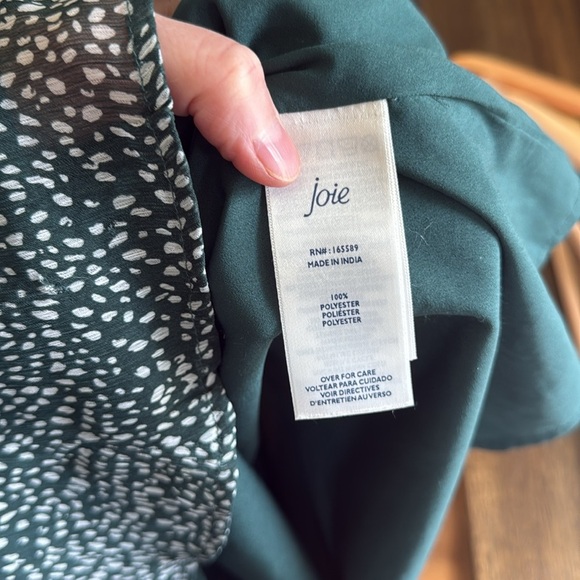 joie
RN#: 165589
MADE IN INDIA
100%
POLYESTER
POLIÉSTER
POLYESTER
OVER FOR CARE
VOLTEAR PARA CUIDADO
VOIR DIRECTIVES
D'ENTRETIEN AU VERSO